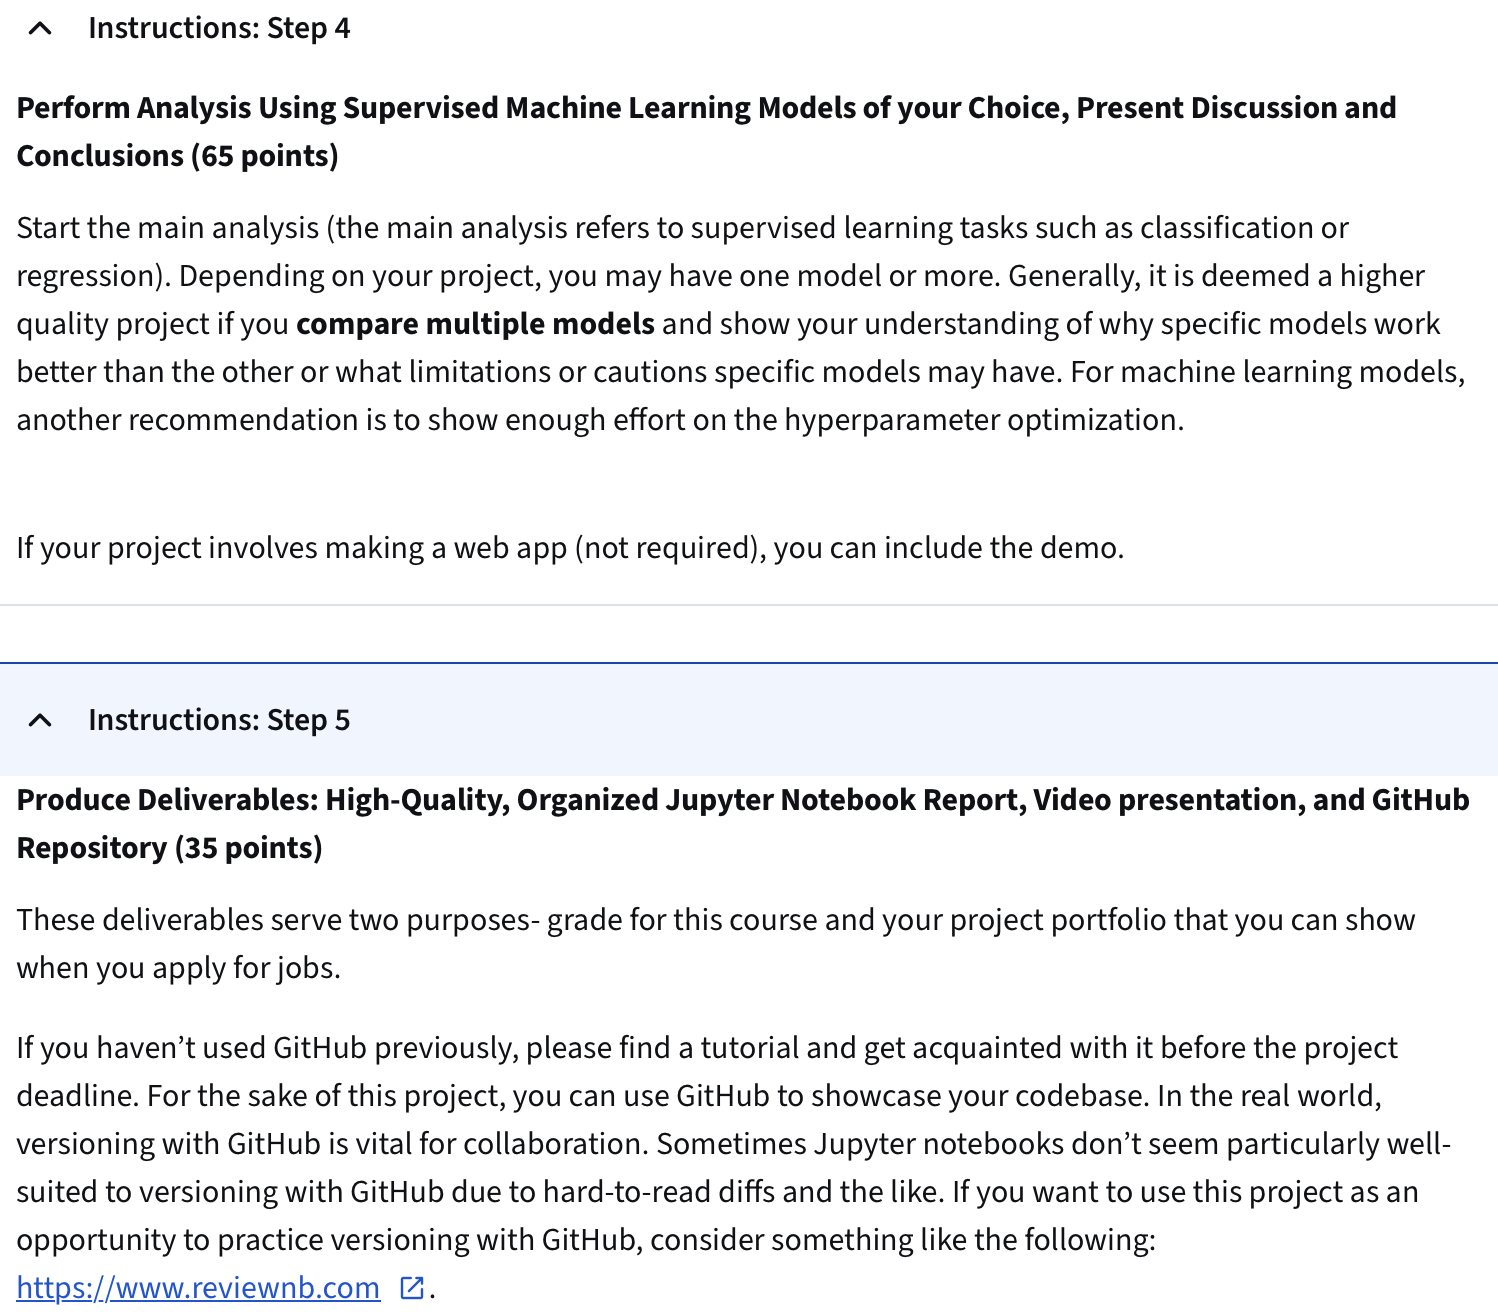 Instructions: Step 4
Perform Analysis Using Supervised Machine Learning Models of your Choice, Present Discussion and
Conclusions (65 points)
Start the main analysis (the main analysis refers to supervised learning tasks such as classification or
regression). Depending on your project, you may have one model or more. Generally, it is deemed a higher
quality project if you compare multiple models and show your understanding of why specific models work
better than the other or what limitations or cautions specific models may have. For machine learning models,
another recommendation is to show enough effort on the hyperparameter optimization.
If your project involves making a web app (not required), you can include the demo.
Instructions: Step 5
Produce Deliverables: High-Quality, Organized Jupyter Notebook Report, Video presentation, and GitHub
Repository (35 points)
These deliverables serve two purposes- grade for this course and your project portfolio that you can show
when you apply for jobs.
If you haven’t used GitHub previously, please find a tutorial and get acquainted with it before the project
deadline. For the sake of this project, you can use GitHub to showcase your codebase. In the real world,
versioning with GitHub is vital for collaboration. Sometimes Jupyter notebooks don’t seem particularly well-
suited to versioning with GitHub due to hard-to-read diffs and the like. If you want to use this project as an
opportunity to practice versioning with GitHub, consider something like the following:
https://www.reviewnb.com .